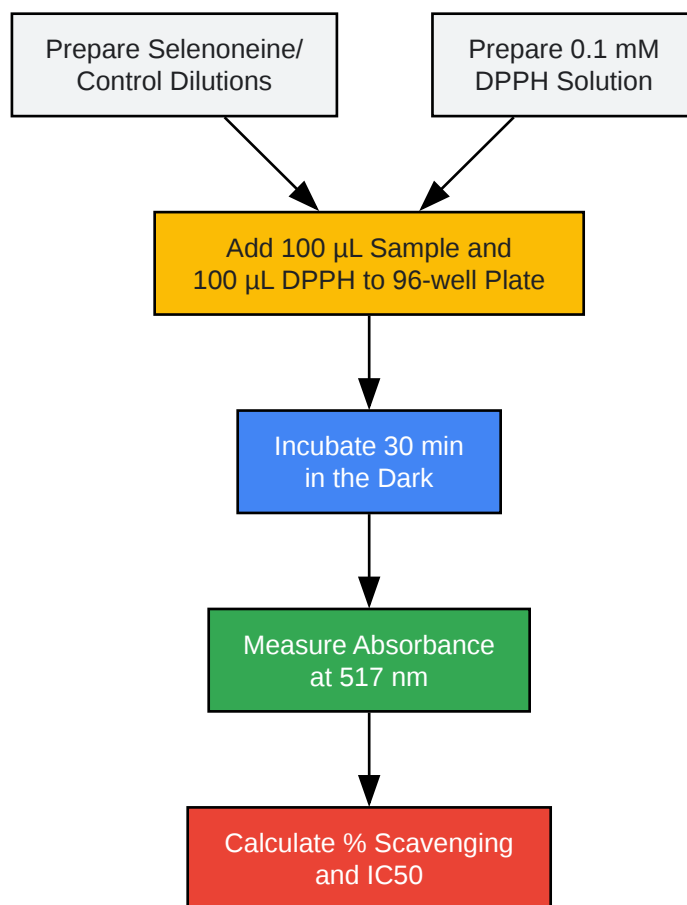 Prepare Selenoneine/
Control Dilutions
Prepare 0.1 mM
DPPH Solution
Add 100 µL Sample and
100 µL DPPH to 96-well Plate
Incubate 30 min
in the Dark
Measure Absorbance
at 517 nm
Calculate % Scavenging
and IC50